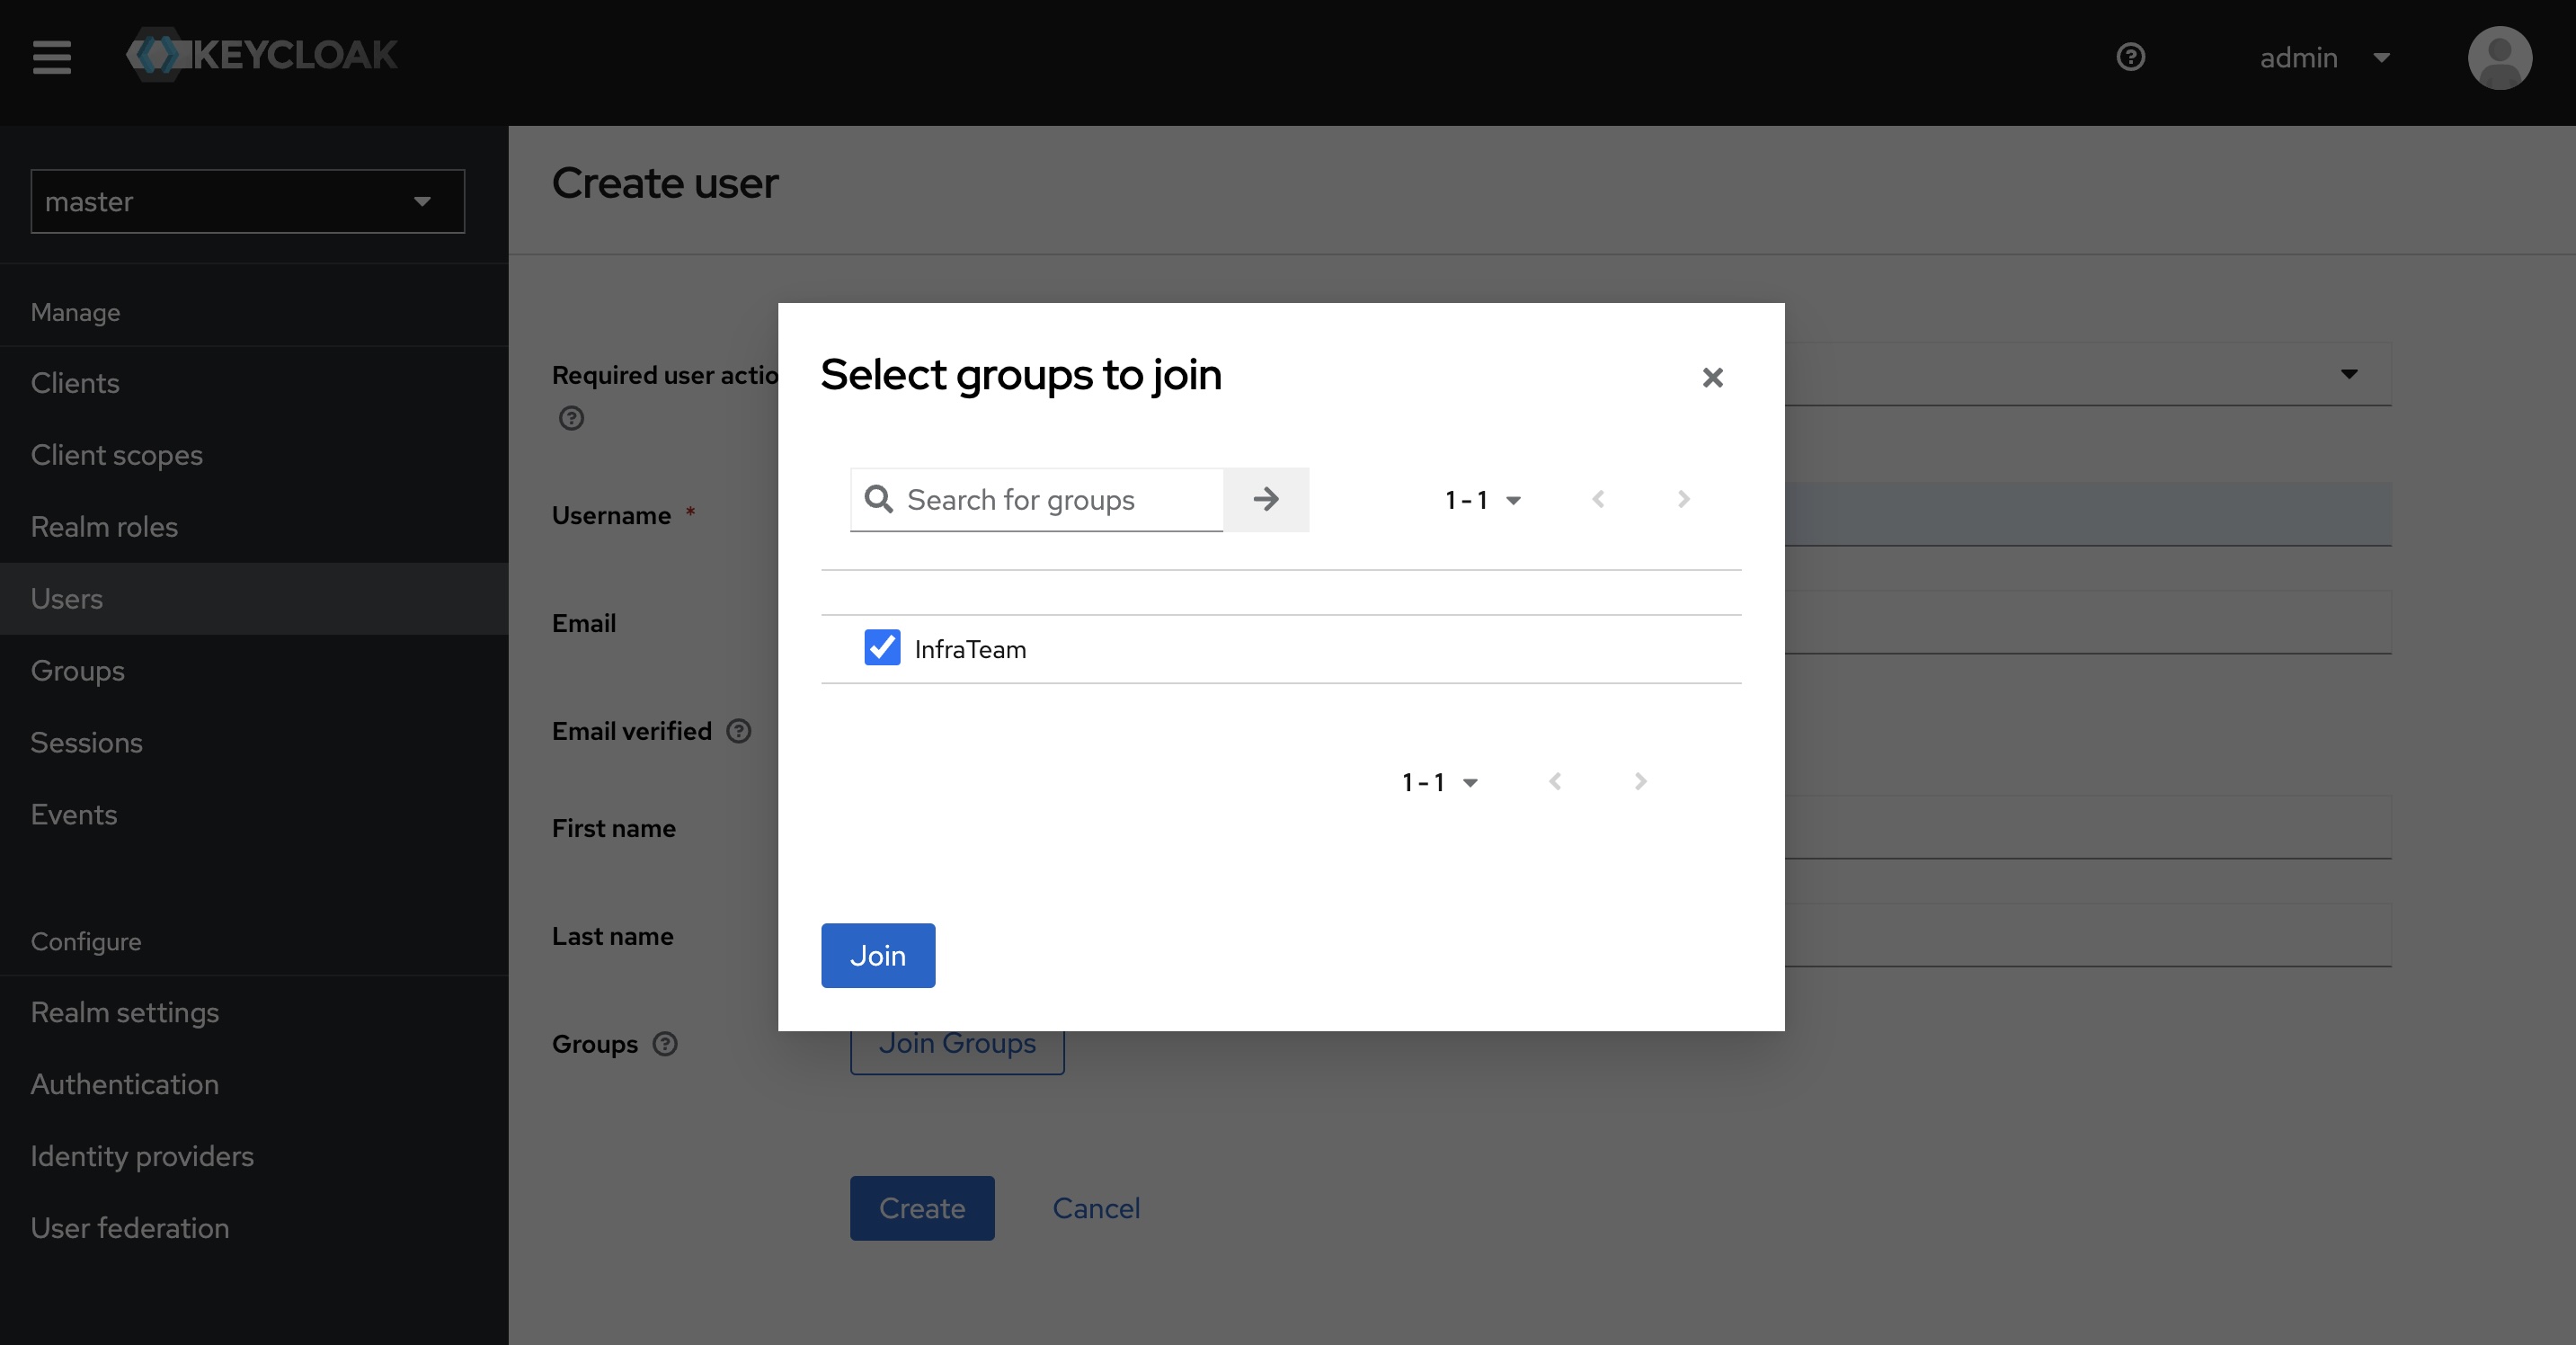 KEYCLOAK
admin
master
Manage
Clients
Client scopes
Realm roles
Users
Groups
Sessions
Events
Configure
Realm settings
Authentication
Identity providers
User federation
Create user
Required user actio
Username *
Email
Email verified
First name
Last name
Groups
Join Groups
Create
Cancel
Select groups to join
Search for groups
1 - 1
InfraTeam
1 - 1
Join